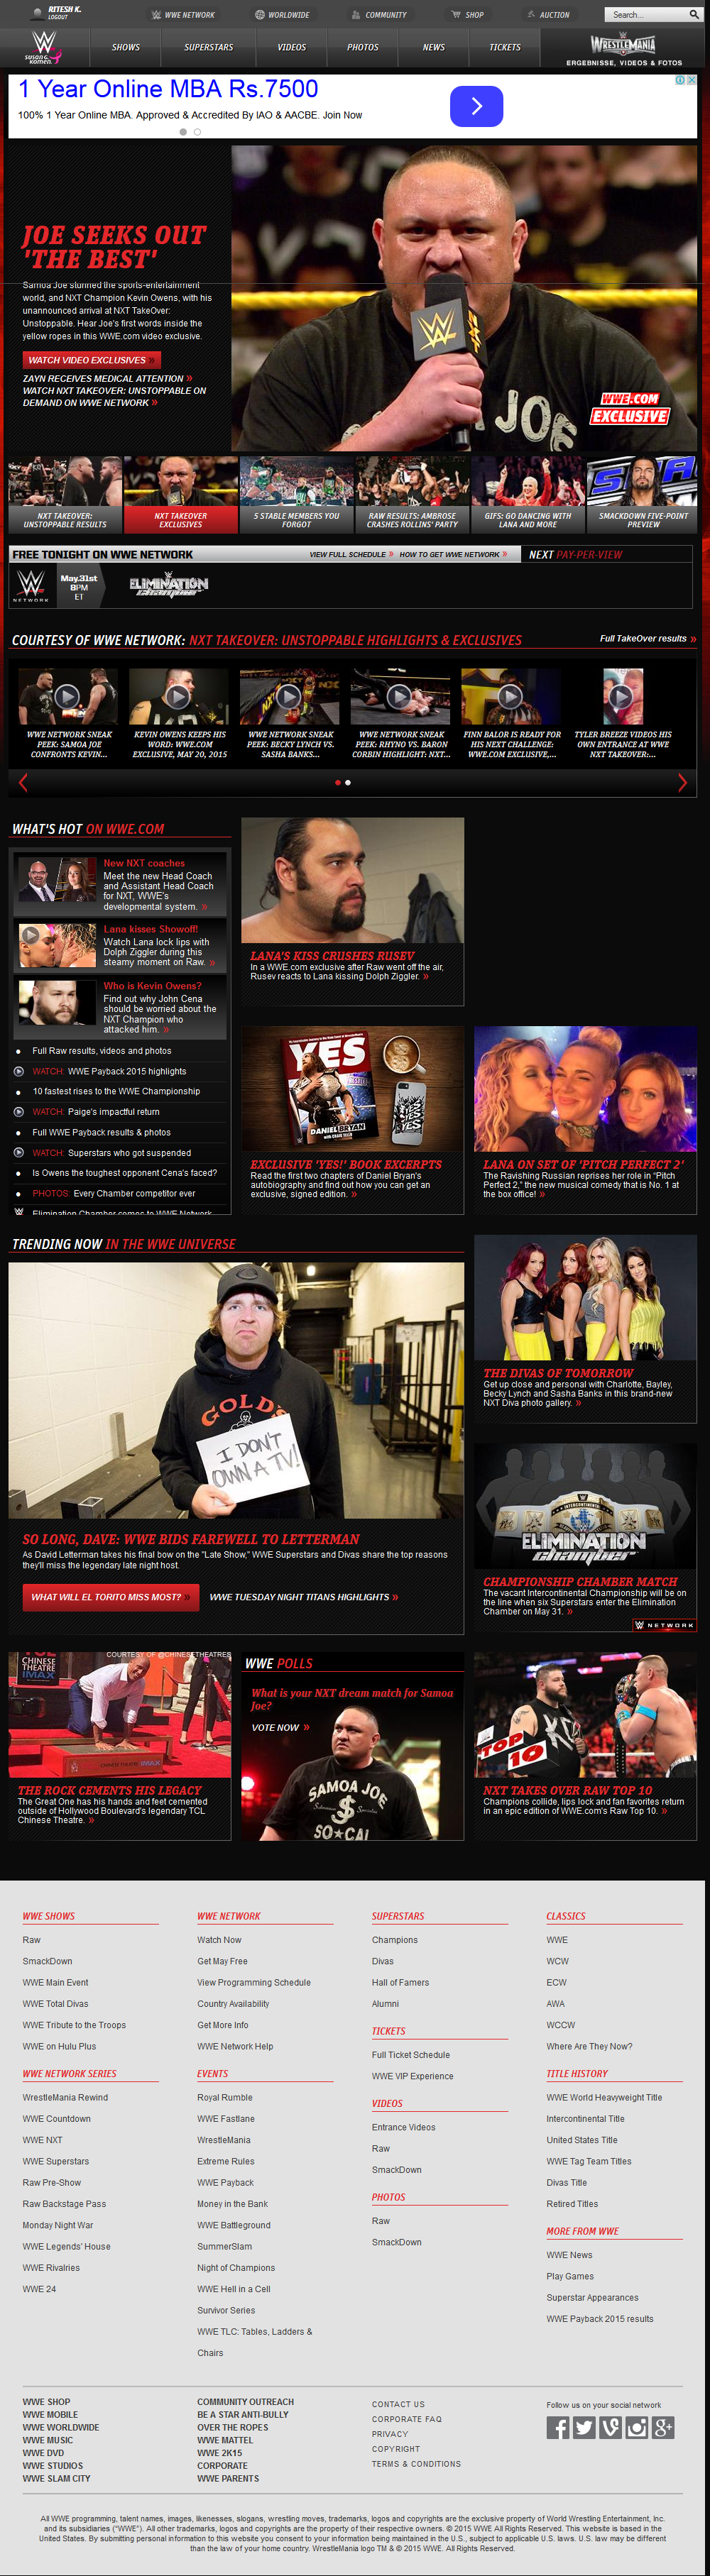 RITESH K.
LOGOUT
WWE NETWORK
WORLDWIDE
COMMUNITY
SHOP
AUCTION
Search...
SHOWS
SUPERSTARS
VIDEOS
PHOTOS
NEWS
TICKETS
WRESTLEMANIA
ERGEBNISSE, VIDEOS & FOTOS
1 Year Online MBA Rs.7500
100% 1 Year Online MBA. Approved & Accredited By IAO & AACBE. Join Now
JOE SEEKS OUT
'THE BEST'
Samoa Joe stunned the sports-entertainment
world, and NXT Champion Kevin Owens, with his
unannounced arrival at NXT TakeOver:
Unstoppable. Hear Joe's first words inside the
yellow ropes in this WWE.com video exclusive.
WATCH VIDEO EXCLUSIVES »
ZAYN RECEIVES MEDICAL ATTENTION »
WATCH NXT TAKEOVER: UNSTOPPABLE ON
DEMAND ON WWE NETWORK »
JOE
WWE.COM
EXCLUSIVE
NXT TAKEOVER:
UNSTOPPABLE RESULTS
NXT TAKEOVER
EXCLUSIVES
5 STABLE MEMBERS YOU
FORGOT
RAW RESULTS: AMBROSE
CRASHES ROLLINS' PARTY
GIFS: GO DANCING WITH
LANA AND MORE
SMACKDOWN FIVE-POINT
PREVIEW
FREE TONIGHT ON WWE NETWORK
VIEW FULL SCHEDULE »
HOW TO GET WWE NETWORK »
NEXT PAY-PER-VIEW
NETWORK
May.31st
8PM
ET
ELIMINATION
Chamber
COURTESY OF WWE NETWORK: NXT TAKEOVER: UNSTOPPABLE HIGHLIGHTS & EXCLUSIVES
Full TakeOver results »
WWE NETWORK SNEAK
PEEK: SAMOA JOE
CONFRONTS KEVIN...
KEVIN OWENS KEEPS HIS
WORD: WWE.COM
EXCLUSIVE, MAY 20, 2015
WWE NETWORK SNEAK
PEEK: BECKY LYNCH VS.
SASHA BANKS...
WWE NETWORK SNEAK
PEEK: RHYNO VS. BARON
CORBIN HIGHLIGHT: NXT...
FINN BALOR IS READY FOR
HIS NEXT CHALLENGE:
WWE.COM EXCLUSIVE,...
TYLER BREEZE VIDEOS HIS
OWN ENTRANCE AT WWE
NXT TAKEOVER:...
WHAT'S HOT ON WWE.COM
New NXT coaches
Meet the new Head Coach
and Assistant Head Coach
for NXT, WWE's
developmental system. »
Lana kisses Showoff!
Watch Lana lock lips with
Dolph Ziggler during this
steamy moment on Raw. »
Who is Kevin Owens?
Find out why John Cena
should be worried about the
NXT Champion who
attacked him. »
Full Raw results, videos and photos
WATCH: WWE Payback 2015 highlights
10 fastest rises to the WWE Championship
WATCH: Paige's impactful return
Full WWE Payback results & photos
WATCH: Superstars who got suspended
Is Owens the toughest opponent Cena's faced?
PHOTOS: Every Chamber competitor ever
Elimination Chamber comes to WWE Network
LANA'S KISS CRUSHES RUSEV
In a WWE.com exclusive after Raw went off the air,
Rusev reacts to Lana kissing Dolph Ziggler. »
YES
DANIEL BRYAN
EXCLUSIVE 'YES!' BOOK EXCERPTS
Read the first two chapters of Daniel Bryan's
autobiography and find out how you can get an
exclusive, signed edition. »
LANA ON SET OF 'PITCH PERFECT 2'
The Ravishing Russian reprises her role in "Pitch
Perfect 2," the new musical comedy that is No. 1 at
the box office! »
TRENDING NOW IN THE WWE UNIVERSE
GOLDS
I DON'T
OWN A TV!
SO LONG, DAVE: WWE BIDS FAREWELL TO LETTERMAN
As David Letterman takes his final bow on the "Late Show," WWE Superstars and Divas share the top reasons
they'll miss the legendary late night host.
WHAT WILL EL TORITO MISS MOST? »
WWE TUESDAY NIGHT TITANS HIGHLIGHTS »
THE DIVAS OF TOMORROW
Get up close and personal with Charlotte, Bayley,
Becky Lynch and Sasha Banks in this brand-new
NXT Diva photo gallery. »
INTERCONTINENTAL
ELIMINATION
Chamber
CHAMPIONSHIP CHAMBER MATCH
The vacant Intercontinental Championship will be on
the line when six Superstars enter the Elimination
Chamber on May 31. »
NETWORK
COURTESY OF @CHINESETHEATRES
CHINESE
THEATRE
IMAX
THE ROCK CEMENTS HIS LEGACY
The Great One has his hands and feet cemented
outside of Hollywood Boulevard's legendary TCL
Chinese Theatre. »
WWE POLLS
What is your NXT dream match for Samoa
Joe?
VOTE NOW »
SAMOA JOE
SO CAL
TOP
10
NXT TAKES OVER RAW TOP 10
Champions collide, lips lock and fan favorites return
in an epic edition of WWE.com's Raw Top 10. »
WWE SHOWS
Raw
SmackDown
WWE Main Event
WWE Total Divas
WWE Tribute to the Troops
WWE on Hulu Plus
WWE NETWORK SERIES
WrestleMania Rewind
WWE Countdown
WWE NXT
WWE Superstars
Raw Pre-Show
Raw Backstage Pass
Monday Night War
WWE Legends' House
WWE Rivalries
WWE 24
WWE NETWORK
Watch Now
Get May Free
View Programming Schedule
Country Availability
Get More Info
WWE Network Help
EVENTS
Royal Rumble
WWE Fastlane
WrestleMania
Extreme Rules
WWE Payback
Money in the Bank
WWE Battleground
SummerSlam
Night of Champions
WWE Hell in a Cell
Survivor Series
WWE TLC: Tables, Ladders &
Chairs
SUPERSTARS
Champions
Divas
Hall of Famers
Alumni
TICKETS
Full Ticket Schedule
WWE VIP Experience
VIDEOS
Entrance Videos
Raw
SmackDown
PHOTOS
Raw
SmackDown
CLASSICS
WWE
WCW
ECW
AWA
WCCW
Where Are They Now?
TITLE HISTORY
WWE World Heavyweight Title
Intercontinental Title
United States Title
WWE Tag Team Titles
Divas Title
Retired Titles
MORE FROM WWE
WWE News
Play Games
Superstar Appearances
WWE Payback 2015 results
WWE SHOP
WWE MOBILE
WWE WORLDWIDE
WWE MUSIC
WWE DVD
WWE STUDIOS
WWE SLAM CITY
COMMUNITY OUTREACH
BE A STAR ANTI-BULLY
OVER THE ROPES
WWE MATTEL
WWE 2K15
CORPORATE
WWE PARENTS
CONTACT US
CORPORATE FAQ
PRIVACY
COPYRIGHT
TERMS & CONDITIONS
Follow us on your social network
All WWE programming, talent names, images, likenesses, slogans, wrestling moves, trademarks, logos and copyrights are the exclusive property of World Wrestling Entertainment, Inc.
and its subsidiaries ("WWE"). All other trademarks, logos and copyrights are the property of their respective owners. © 2015 WWE All Rights Reserved. This website is based in the
United States. By submitting personal information to this website you consent to your information being maintained in the U.S., subject to applicable U.S. laws. U.S. law may be different
than the law of your home country. WrestleMania logo TM & © 2015 WWE. All Rights Reserved.